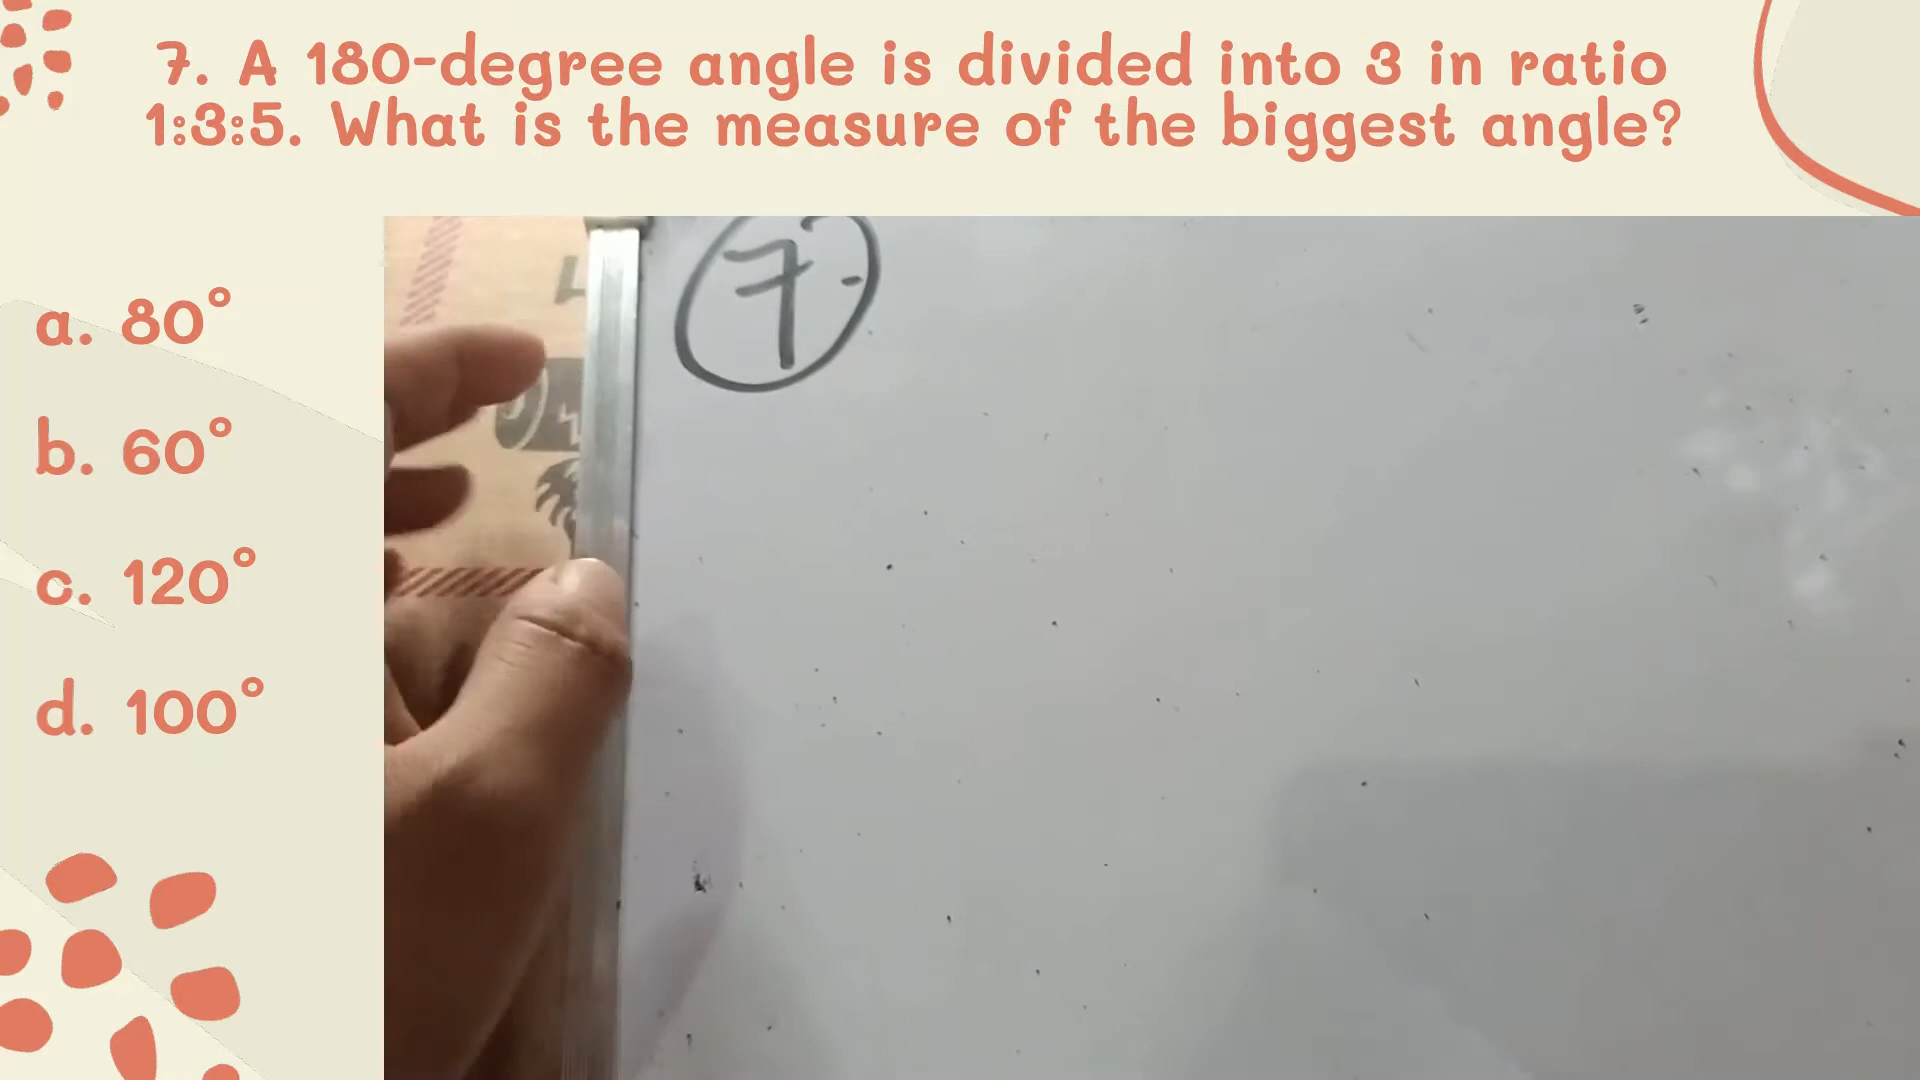 7. A 180-degree angle is divided into 3 in ratio
1:3:5. What is the measure of the biggest angle?
a. 80°
b. 60°
c. 120°
d. 100°
7.